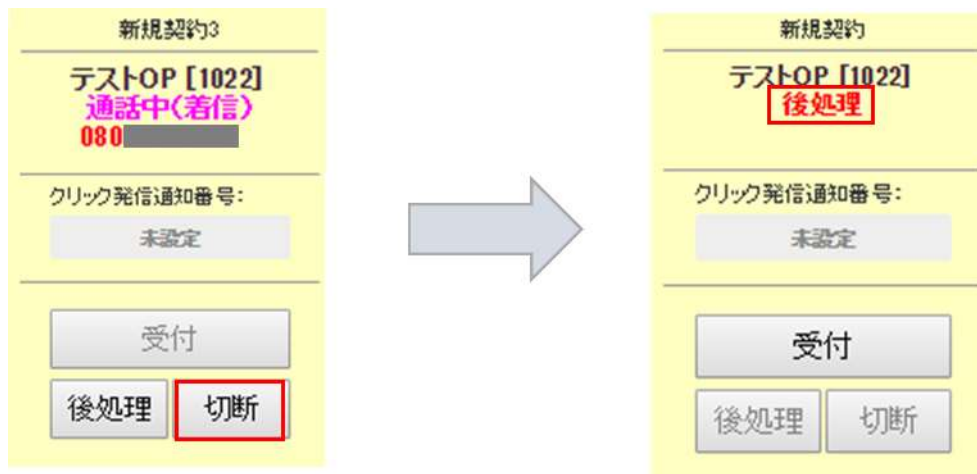 新規契約3
テストOP [1022]
通話中(着信)
080
クリック発信通知番号:
未設定
受付
後処理
切断
新規契約
テストOP [1022]
後処理
クリック発信通知番号:
未設定
受付
後処理
切断